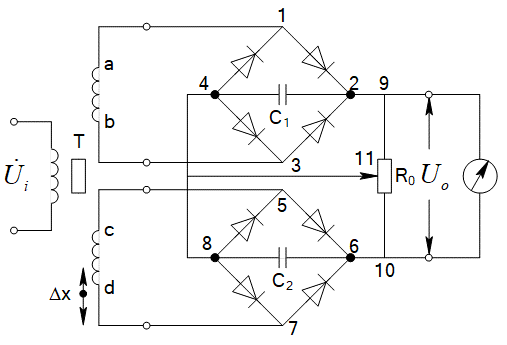 1
a
4
2
9
C₁
b
T
3
11
R₀
U̇ᵢ
Uₒ
c
5
8
6
10
C₂
Δx
d
7